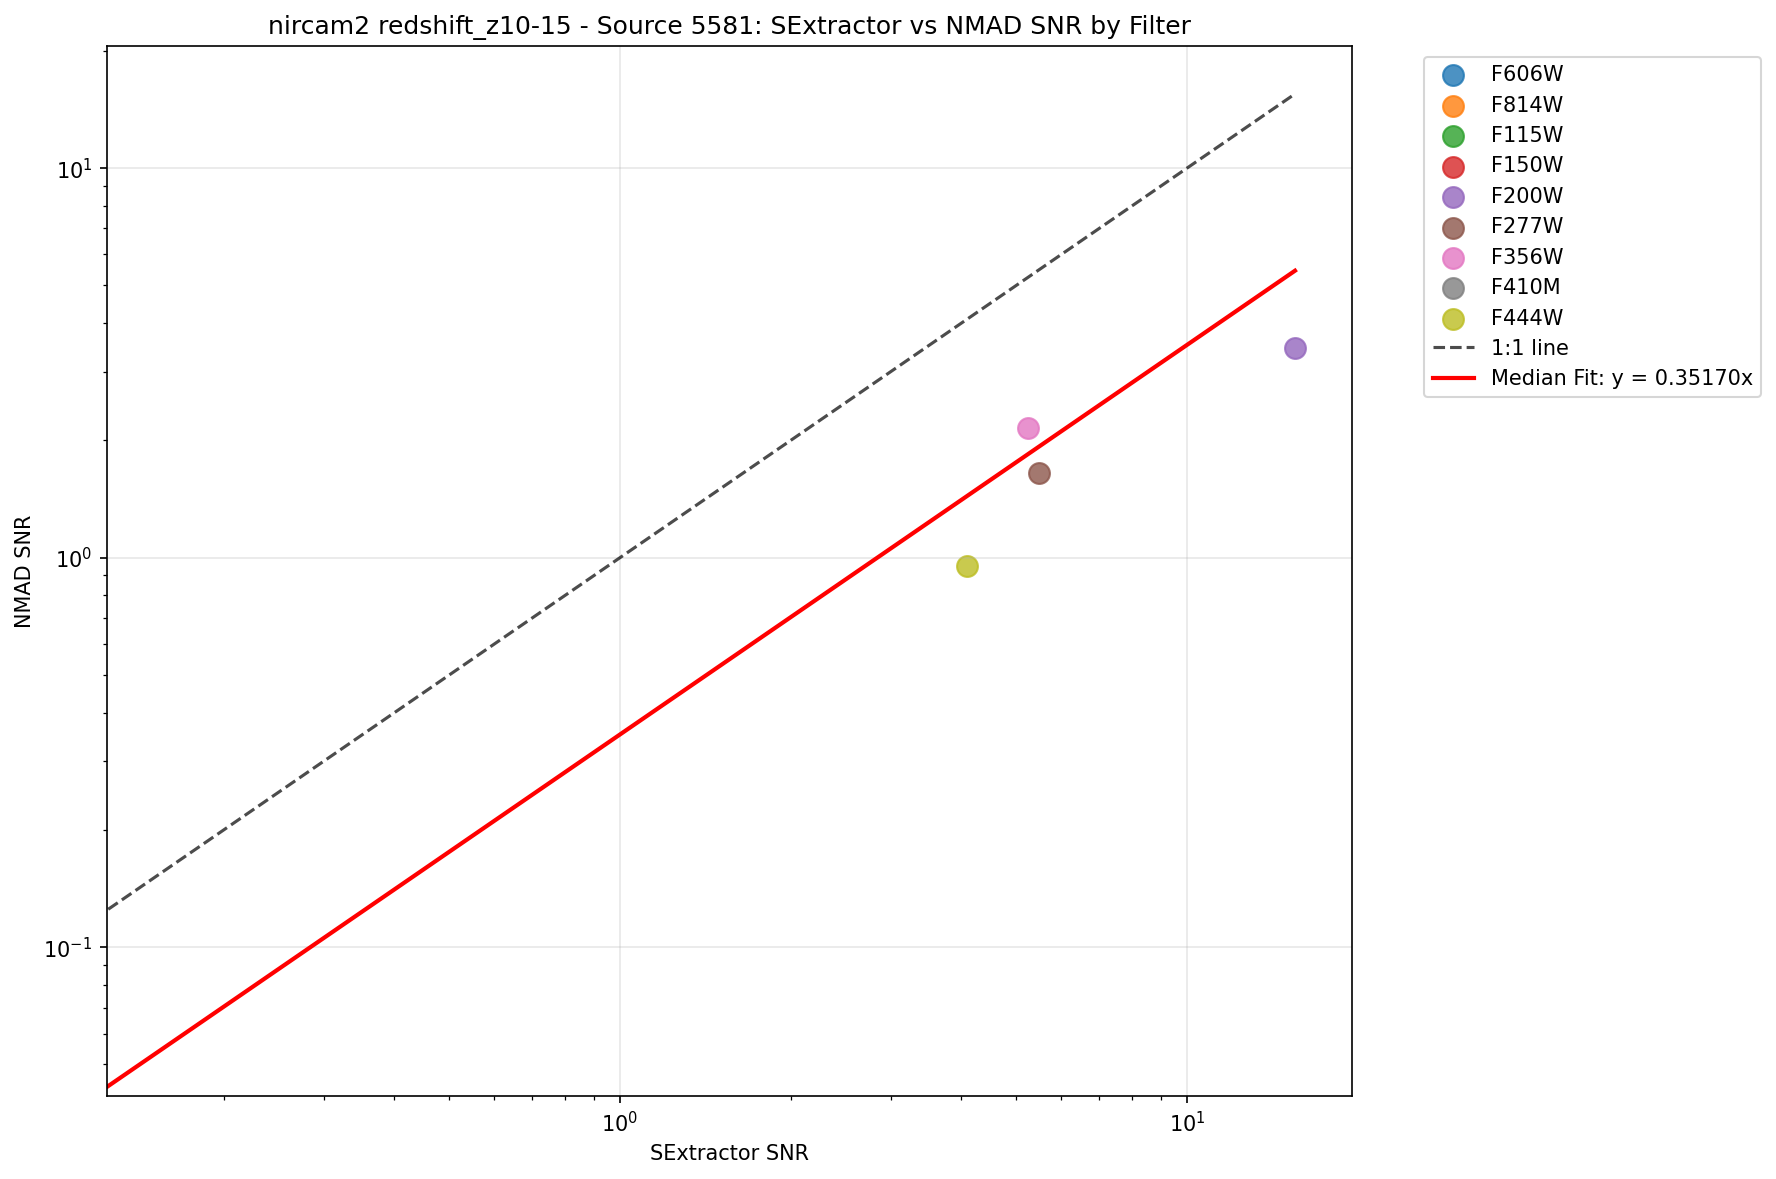 nircam2 redshift_z10-15 - Source 5581: SExtractor vs NMAD SNR by Filter
F606W
F814W
F115W
F150W
F200W
F277W
F356W
F410M
F444W
1:1 line
Median Fit: y = 0.35170x
NMAD SNR
10¹
10⁰
10⁻¹
10⁰
10¹
SExtractor SNR